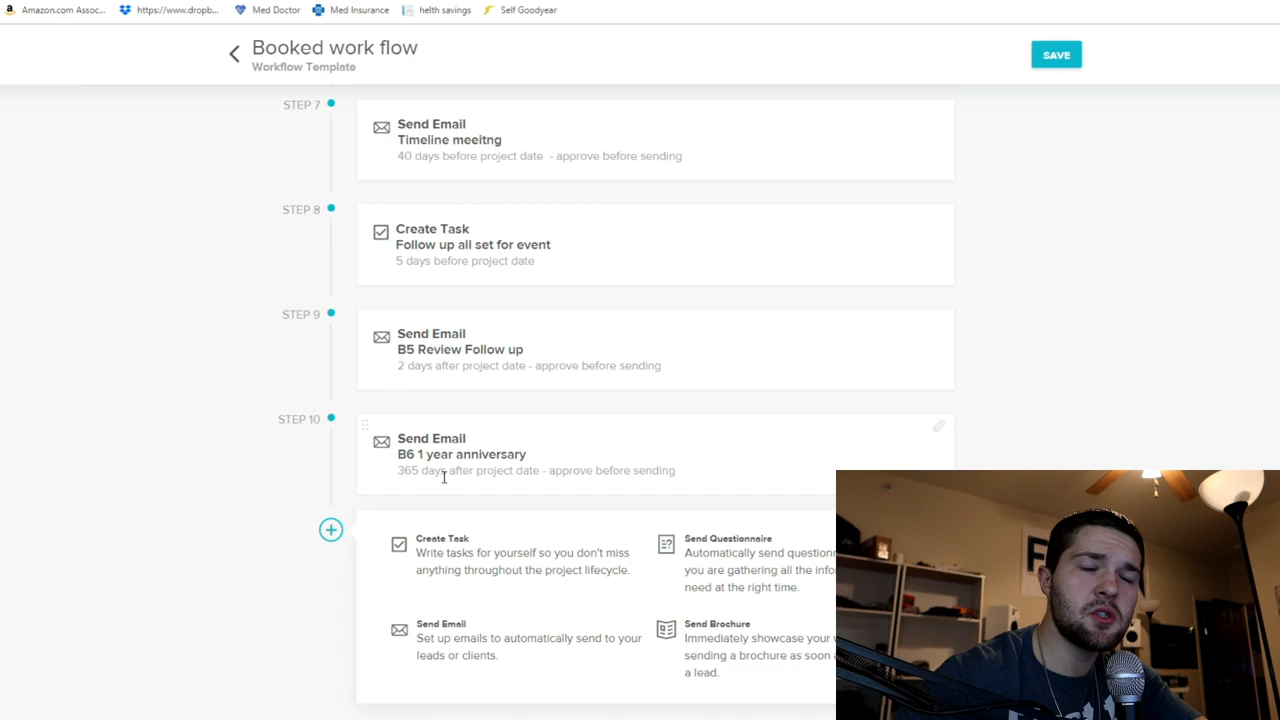 Amazon.com Assoc...
https://www.dropb...
Med Doctor
Med Insurance
helth savings
Self Goodyear
Booked work flow
Workflow Template
SAVE
STEP 7
Send Email
Timeline meeitng
40 days before project date - approve before sending
STEP 8
Create Task
Follow up all set for event
5 days before project date
STEP 9
Send Email
B5 Review Follow up
2 days after project date - approve before sending
STEP 10
Send Email
B6 1 year anniversary
365 days after project date - approve before sending
Create Task
Write tasks for yourself so you don't miss
anything throughout the project lifecycle.
Send Questionnaire
Automatically send
you are gathering all the
need at the right time.
Send Email
Set up emails to automatically send to your
leads or clients.
Send Brochure
Immediately showcase your
sending a brochure as soon
a lead.